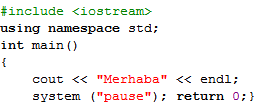 #include <iostream>
using namespace std;
int main()
{
cout << "Merhaba" << endl;
system ("pause"); return 0;}